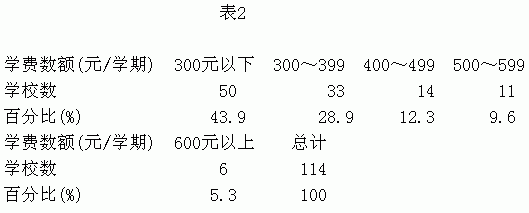 表2
学费数额(元/学期) 300元以下 300～399 400～499 500～599
学校数 50 33 14 11
百分比(%) 43.9 28.9 12.3 9.6
学费数额(元/学期) 600元以上 总计
学校数 6 114
百分比(%) 5.3 100